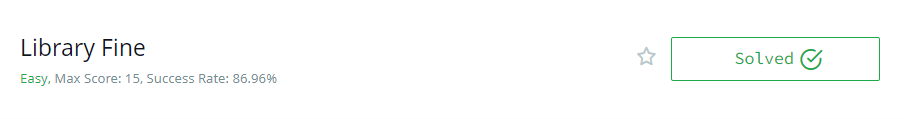 Library Fine
Solved
Easy, Max Score: 15, Success Rate: 86.96%